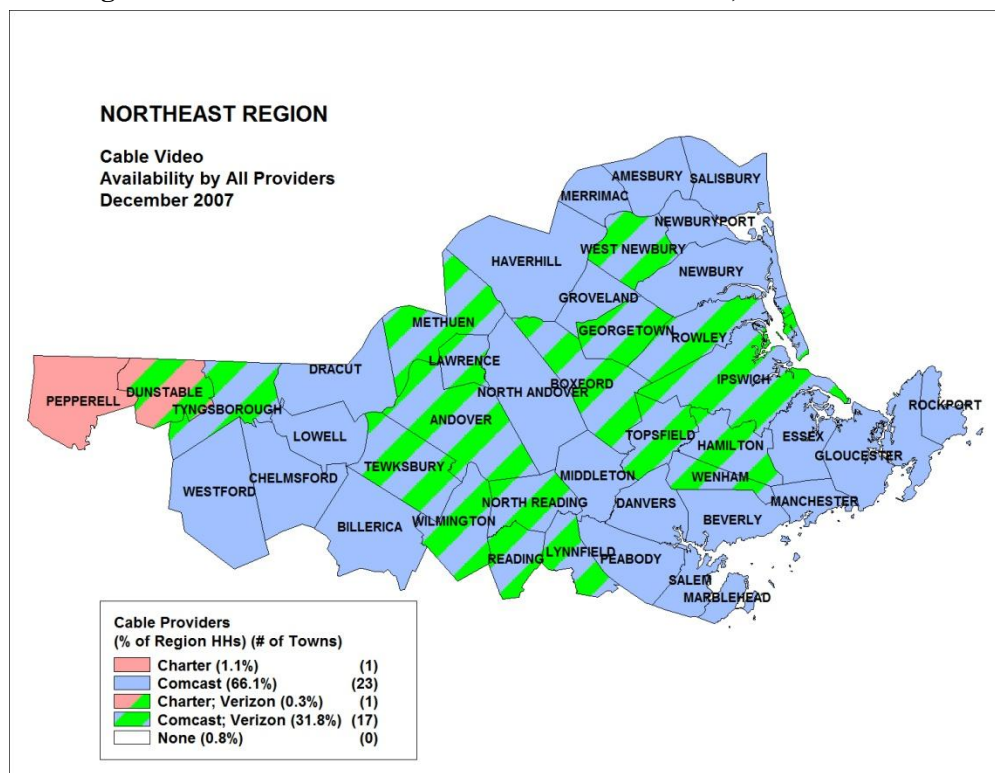 NORTHEAST REGION
Cable Video
Availability by All Providers
December 2007
AMESBURY
SALISBURY
MERRIMAC
NEWBURYPORT
WEST NEWBURY
HAVERHILL
NEWBURY
GROVELAND
METHUEN
GEORGETOWN
ROWLEY
LAWRENCE
DRACUT
BOXFORD
IPSWICH
NORTH ANDOVER
PEPPERELL
DUNSTABLE
TYNGSBOROUGH
ROCKPORT
ANDOVER
TOPSFIELD
HAMILTON
ESSEX
LOWELL
GLOUCESTER
TEWKSBURY
MIDDLETON
WENHAM
CHELMSFORD
WESTFORD
NORTH READING
DANVERS
MANCHESTER
BILLERICA
WILMINGTON
BEVERLY
READING
LYNNFIELD
PEABODY
SALEM
MARBLEHEAD
Cable Providers
(% of Region HHs) (# of Towns)
Charter (1.1%) (1)
Comcast (66.1%) (23)
Charter; Verizon (0.3%) (1)
Comcast; Verizon (31.8%) (17)
None (0.8%) (0)